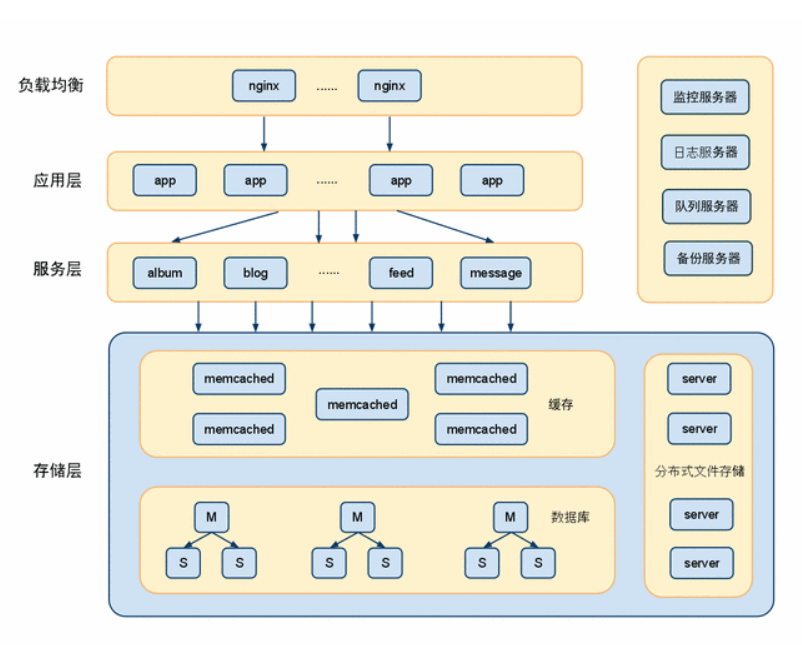 负载均衡
nginx ...... nginx
应用层
app app ...... app app
服务层
album blog ...... feed message
监控服务器
日志服务器
队列服务器
备份服务器
存储层
memcached memcached
memcached
memcached memcached
缓存
M M M
数据库
S S S S S S
server
server
分布式文件存储
server
server